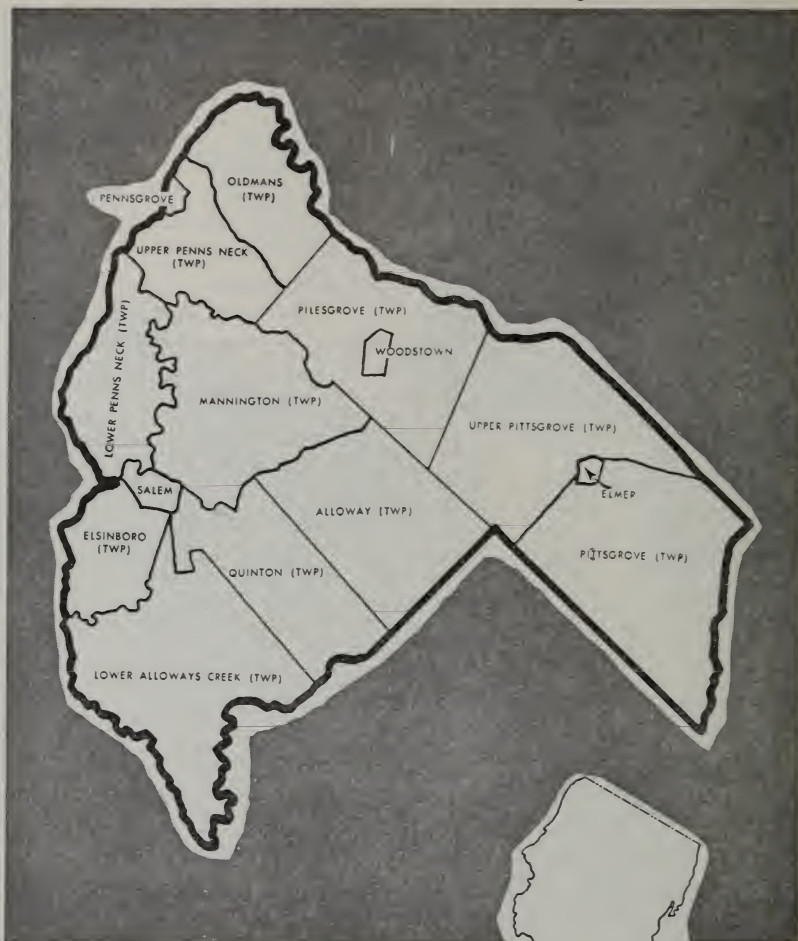 OLDMANS
(TWP)
PENNSGROVE
UPPER PENNS NECK
(TWP)
PILESGROVE (TWP)
WOODSTOWN
LOWER PENNS NECK (TWP)
MANNINGTON (TWP)
UPPER PITTSGROVE (TWP)
ELMER
SALEM
ALLOWAY (TWP)
ELSINBORO
(TWP)
QUINTON (TWP)
PITTSGROVE (TWP)
LOWER ALLOWAYS CREEK (TWP)